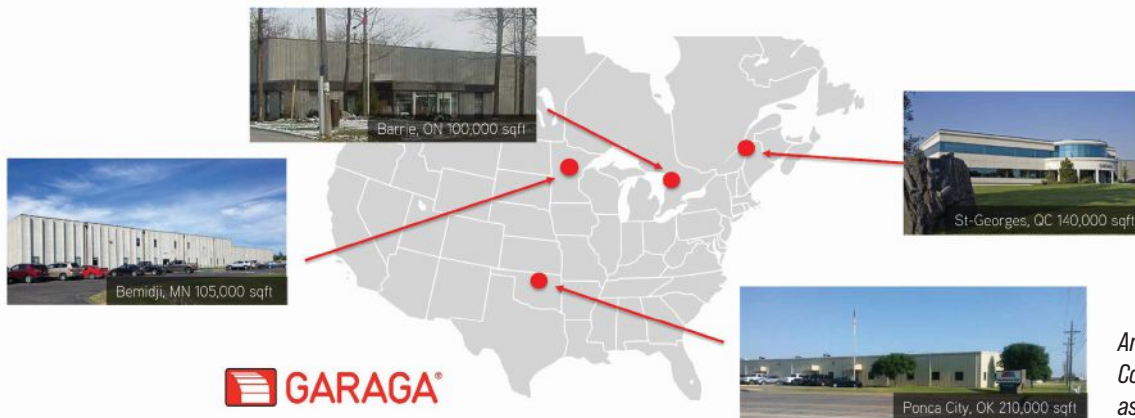 Barrie, ON 100,000 sqft
St-Georges, QC 140,000 sqft
Bemidji, MN 105,000 sqft
Ponca City, OK 210,000 sqft
GARAGA®
as